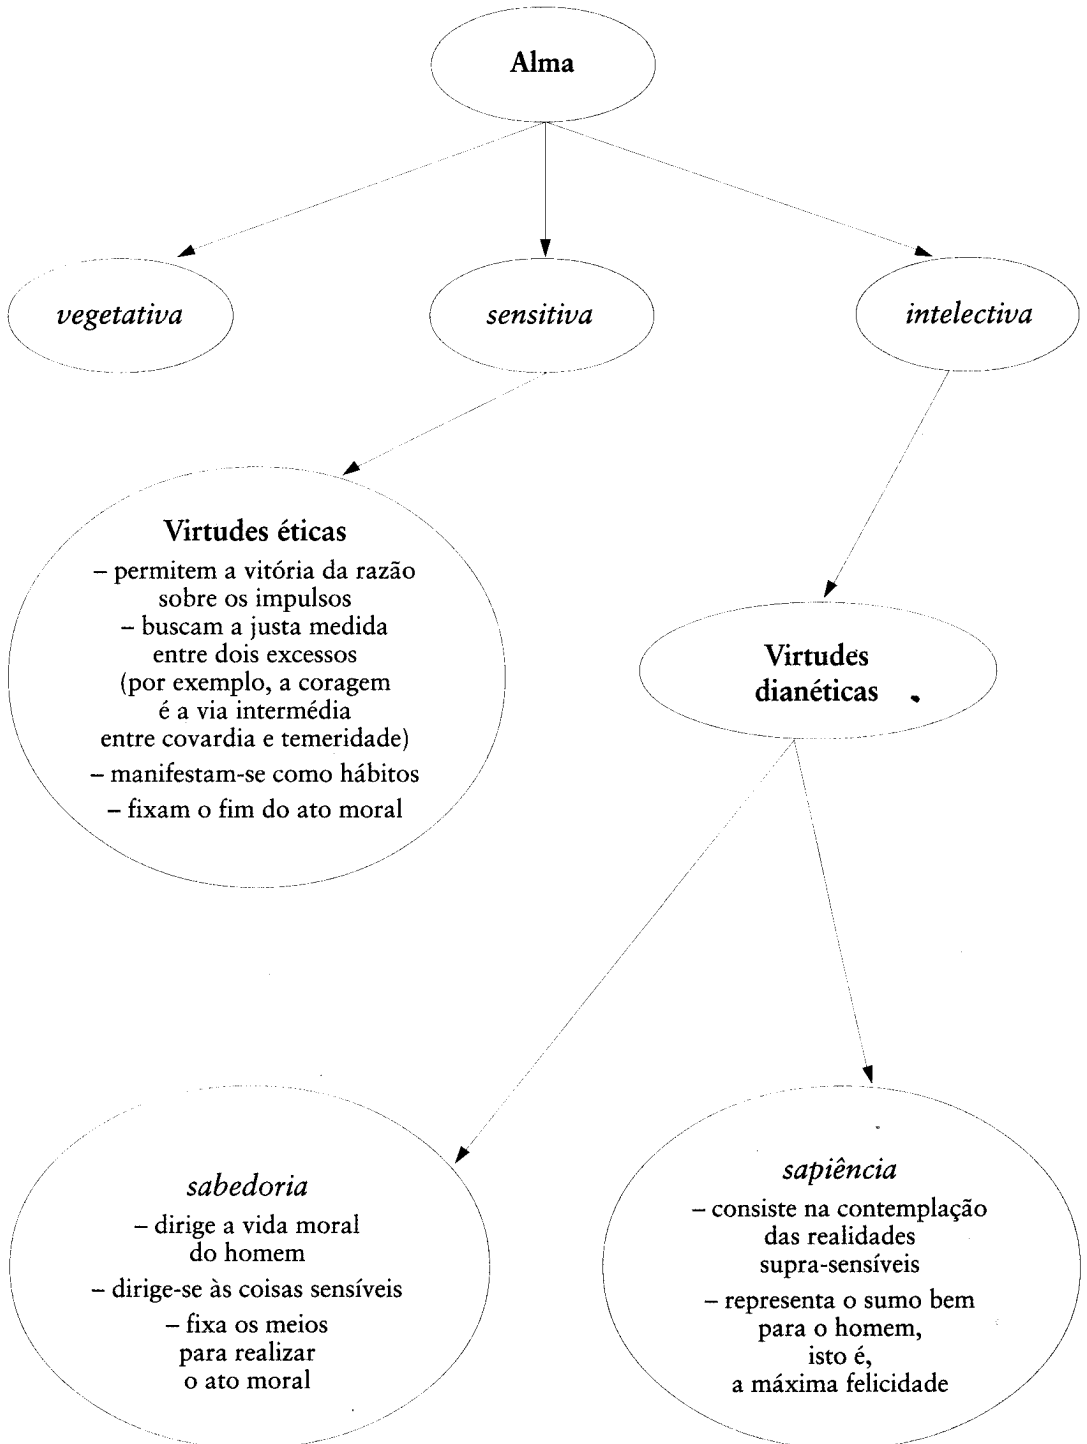 Alma
vegetativa
sensitiva
intelectiva
Virtudes éticas
– permitem a vitória da razão
sobre os impulsos
– buscam a justa medida
entre dois excessos
(por exemplo, a coragem
é a via intermédia
entre covardia e temeridade)
– manifestam-se como hábitos
– fixam o fim do ato moral
Virtudes
dianéticas
sabedoria
– dirige a vida moral
do homem
– dirige-se às coisas sensíveis
– fixa os meios
para realizar
o ato moral
sapiência
– consiste na contemplação
das realidades
supra-sensíveis
– representa o sumo bem
para o homem,
isto é,
a máxima felicidade